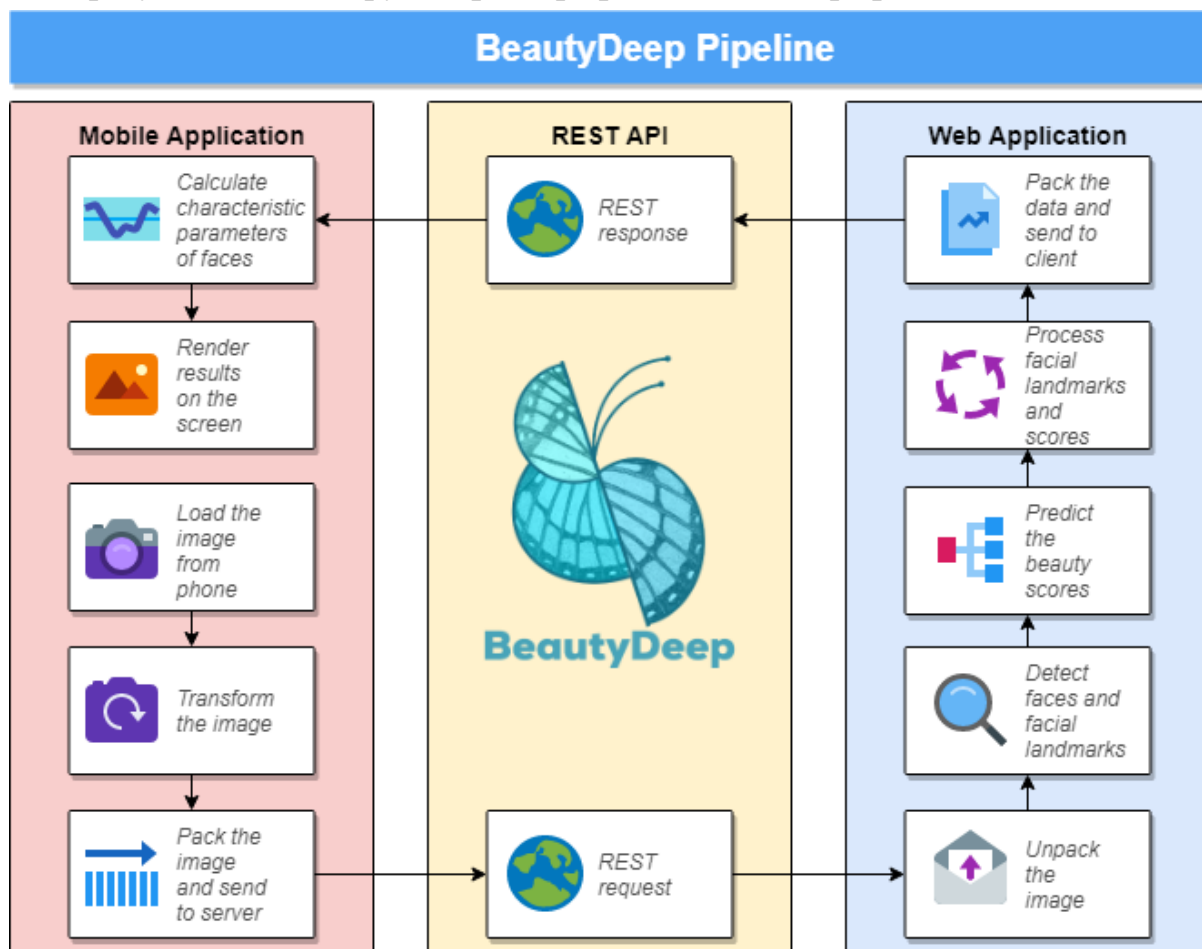 BeautyDeep Pipeline
Mobile Application
Calculate
characteristic
parameters
of faces
Render
results
on the
screen
Load the
image
from
phone
Transform
the image
Pack the
image
and send
to server
REST API
REST
response
BeautyDeep
REST
request
Web Application
Pack the
data and
send to
client
Process
facial
landmarks
and
scores
Predict
the
beauty
scores
Detect
faces and
facial
landmarks
Unpack
the
image